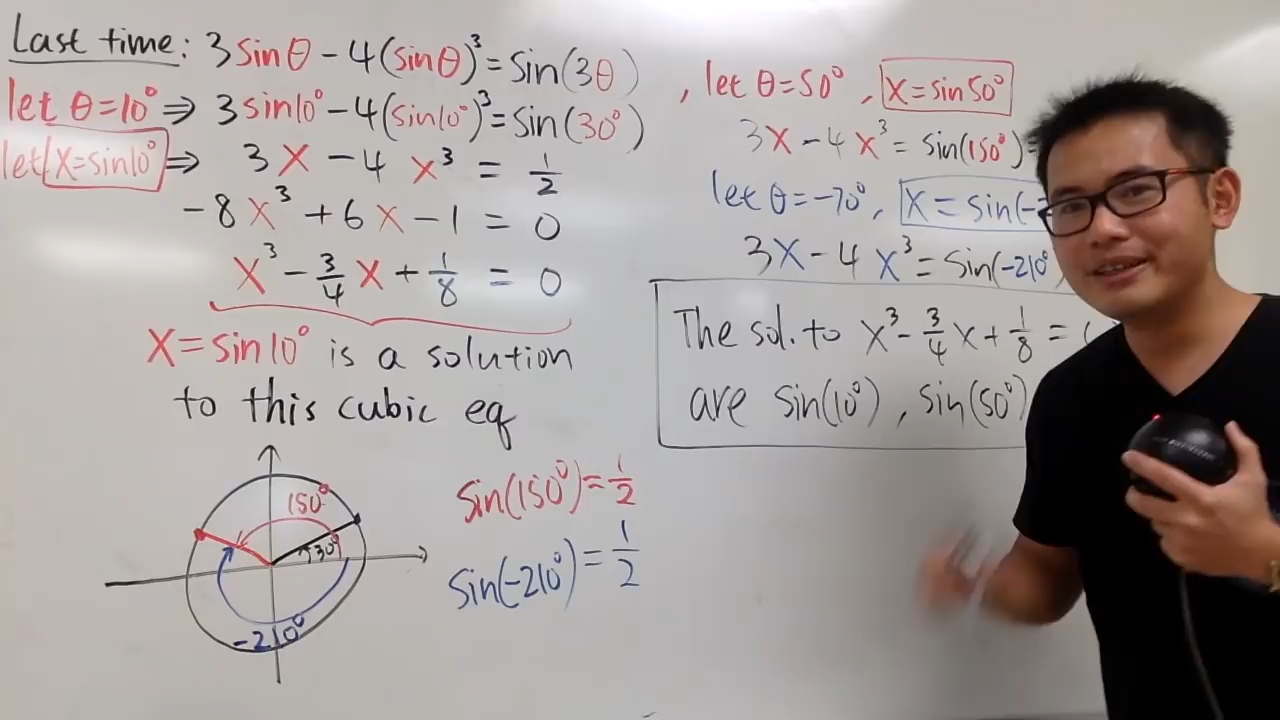 Last time: 3 sinθ - 4(sinθ)³ = sin(3θ)
let θ=10° ⇒ 3 sin10° - 4(sin10°)³ = sin(30°)
let X=sin10° ⇒ 3X - 4X³ = 1/2
-8X³ + 6X - 1 = 0
X³ - 3/4 X + 1/8 = 0
X = sin10° is a solution
to this cubic eq
150°
30°
-210°
sin(150°) = 1/2
sin(-210°) = 1/2
, let θ=50°, X=sin50°
3X - 4X³ = sin(150°) =
let θ=-70°, X = sin(-
3X - 4X³ = sin(-210°
The sol. to X³ - 3/4 X + 1/8 =
are sin(10°), sin(50°)